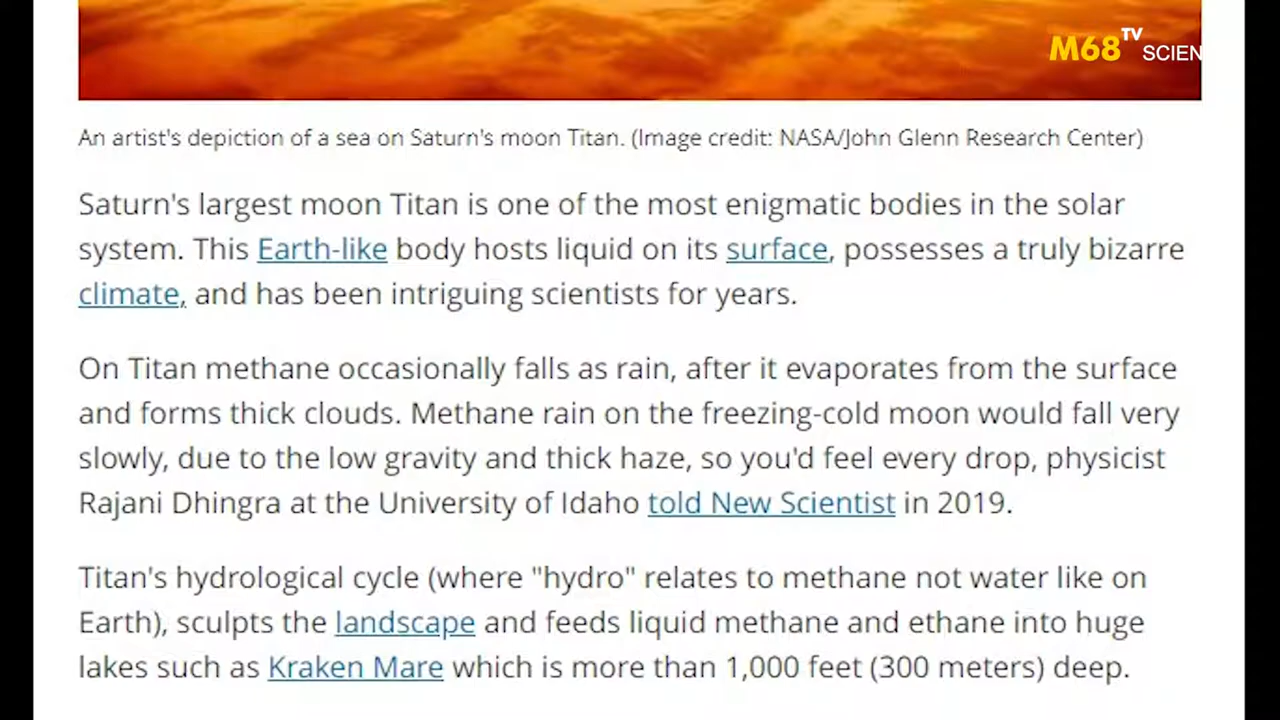 M68 TV SCIEN
An artist's depiction of a sea on Saturn's moon Titan. (Image credit: NASA/John Glenn Research Center)
Saturn's largest moon Titan is one of the most enigmatic bodies in the solar
system. This Earth-like body hosts liquid on its surface, possesses a truly bizarre
climate, and has been intriguing scientists for years.
On Titan methane occasionally falls as rain, after it evaporates from the surface
and forms thick clouds. Methane rain on the freezing-cold moon would fall very
slowly, due to the low gravity and thick haze, so you'd feel every drop, physicist
Rajani Dhingra at the University of Idaho told New Scientist in 2019.
Titan's hydrological cycle (where "hydro" relates to methane not water like on
Earth), sculpts the landscape and feeds liquid methane and ethane into huge
lakes such as Kraken Mare which is more than 1,000 feet (300 meters) deep.